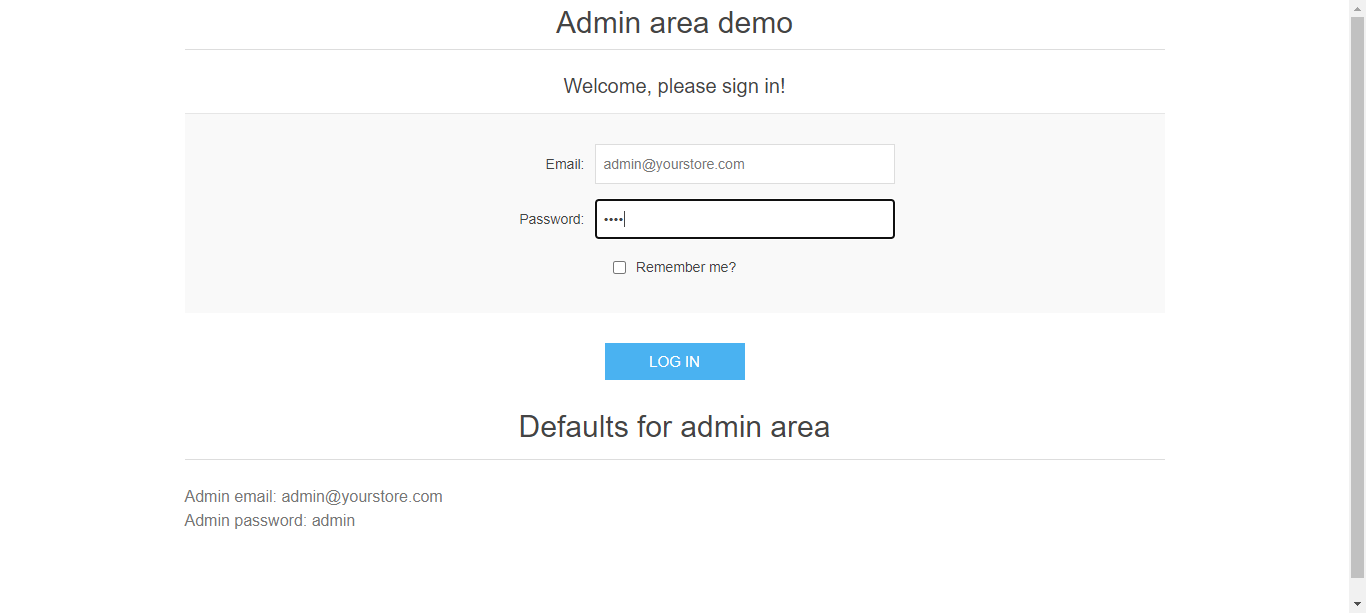 Admin area demo
Welcome, please sign in!
Email: admin@yourstore.com
Password: ••••
Remember me?
LOG IN
Defaults for admin area
Admin email: admin@yourstore.com
Admin password: admin